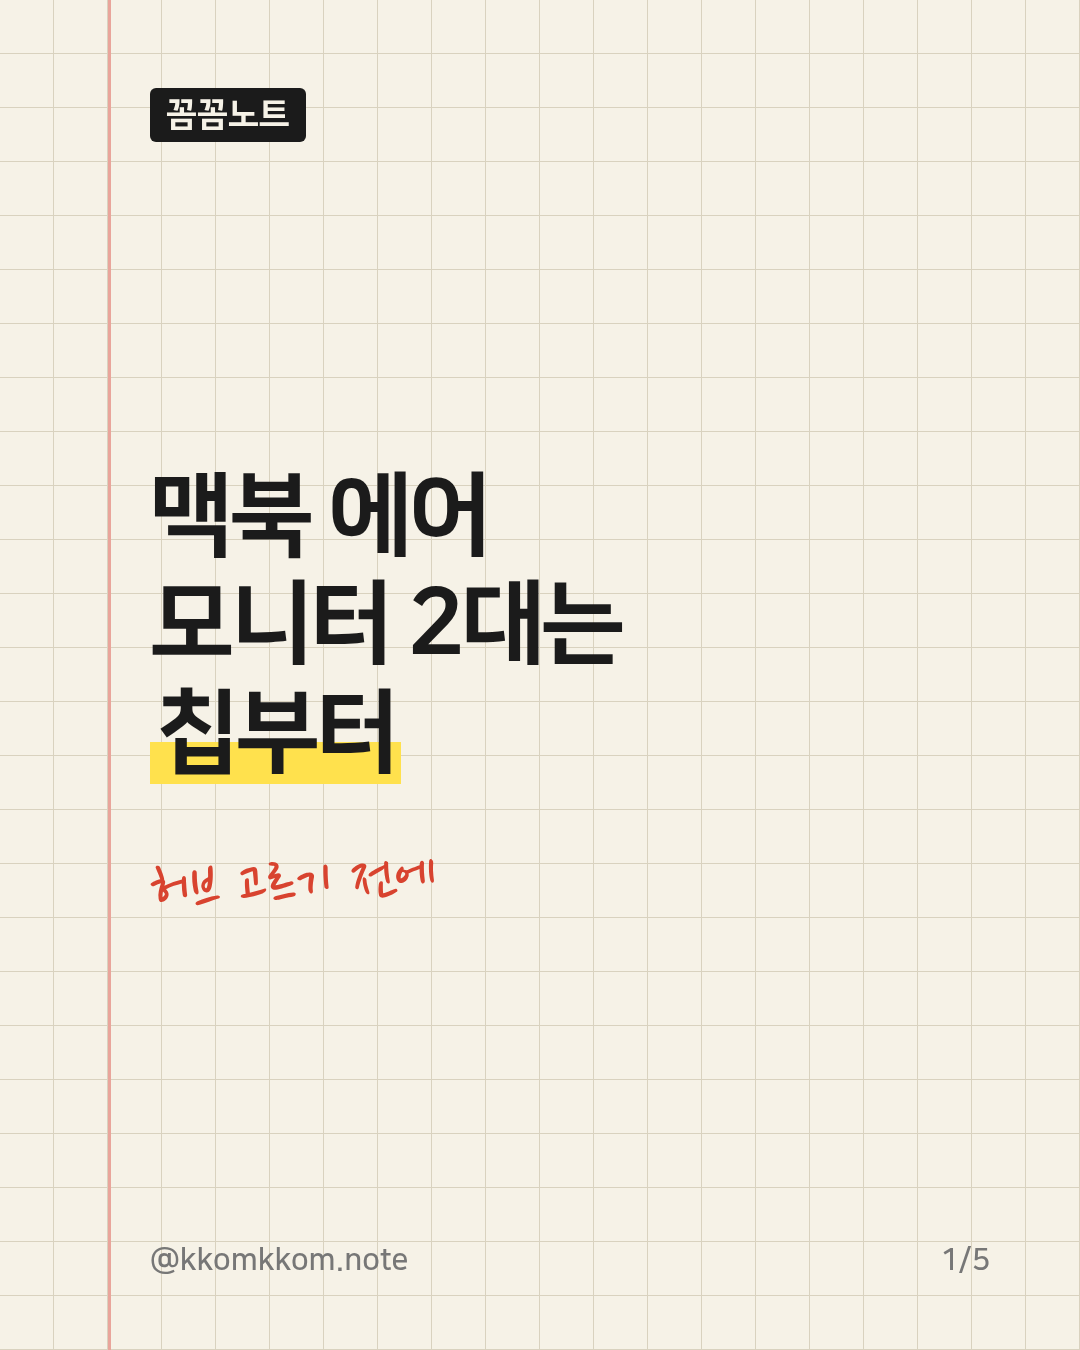 꼼꼼노트
맥북 에어
모니터 2대는
칩부터
허브 고르기 전에
@kkomkkom.note
1/5